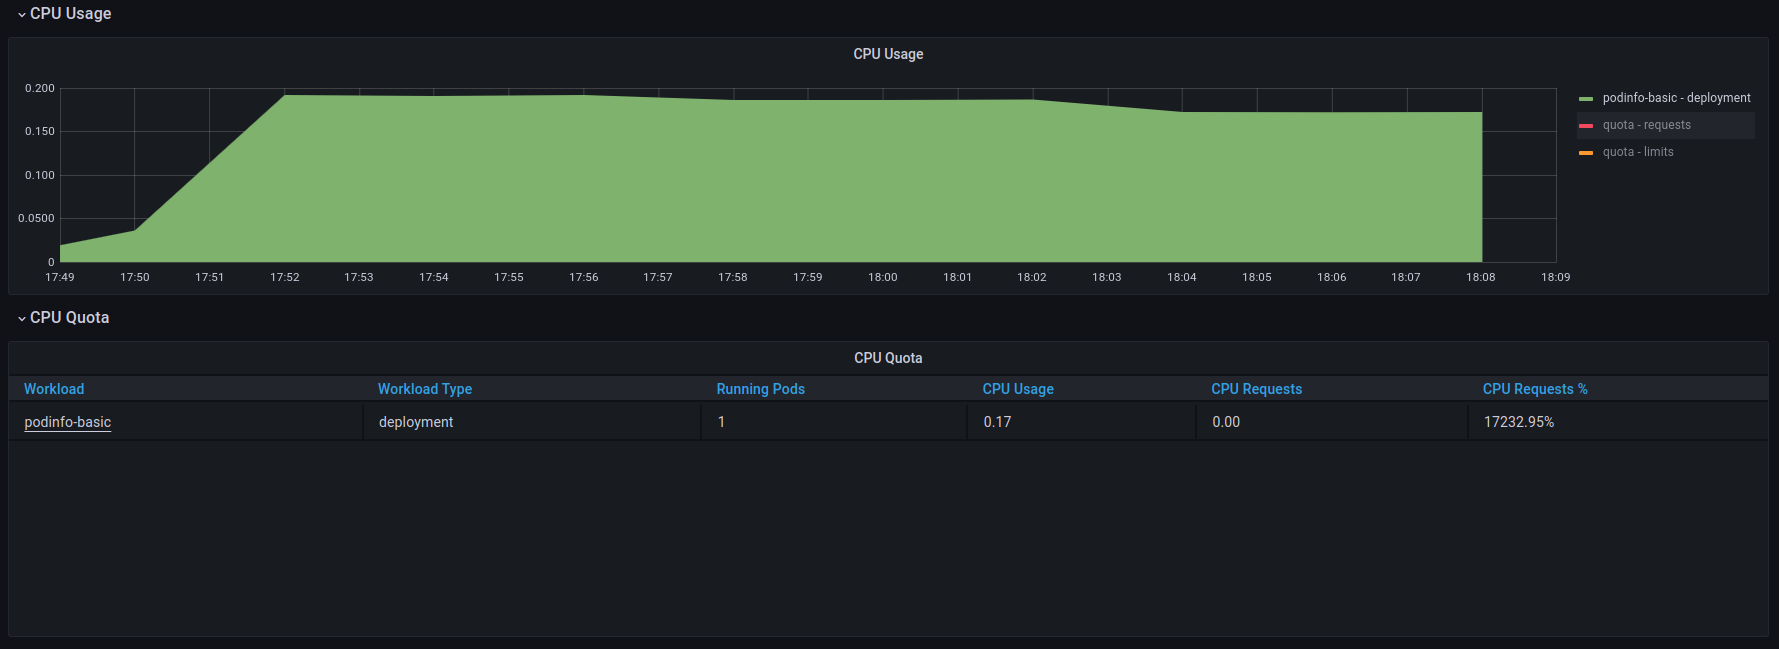 CPU Usage
CPU Usage
0.200
0.150
0.100
0.0500
0
17:49 17:50 17:51 17:52 17:53 17:54 17:55 17:56 17:57 17:58 17:59 18:00 18:01 18:02 18:03 18:04 18:05 18:06 18:07 18:08 18:09
podinfo-basic - deployment
quota - requests
quota - limits
CPU Quota
CPU Quota
Workload Workload Type Running Pods CPU Usage CPU Requests CPU Requests %
podinfo-basic deployment 1 0.17 0.00 17232.95%